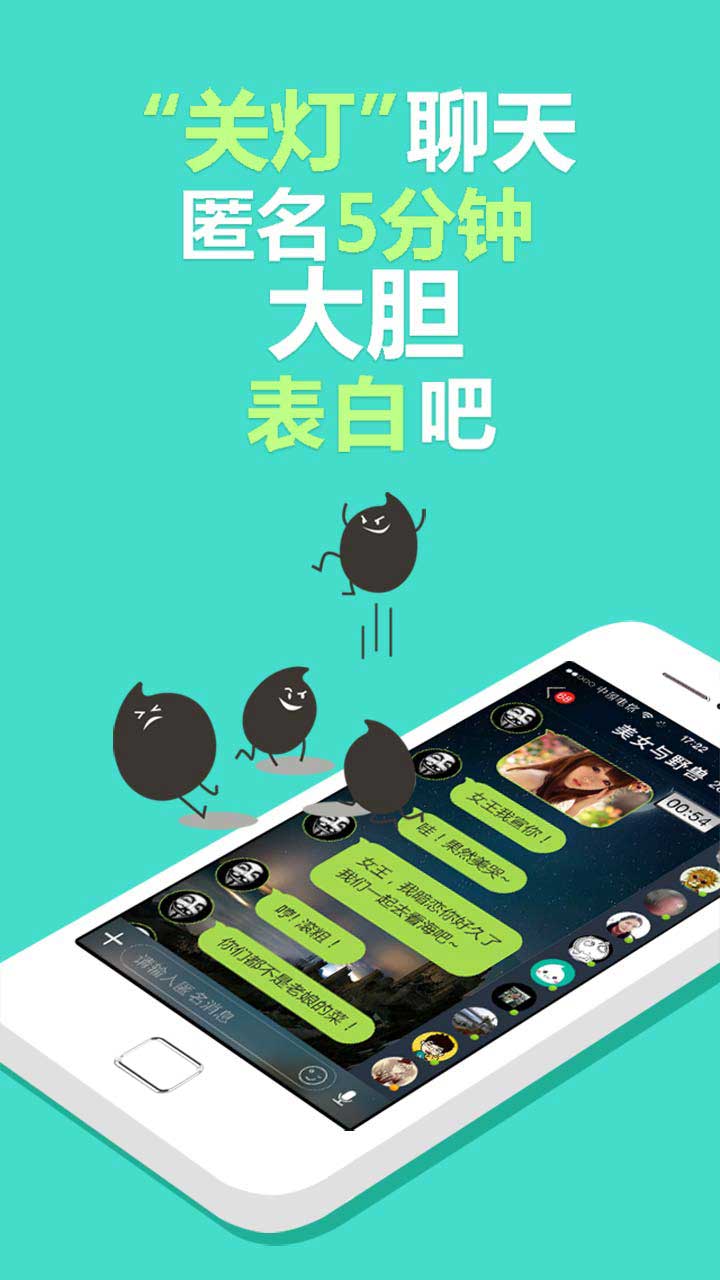 “关灯”聊天
匿名5分钟
大胆
表白吧
中国电信
17:22
68
美女与野兽
00:54
女王我宣你！
哇！果然美哭~
女王，我暗恋你好久了
我们一起去看海吧~
哼！滚粗！
你们都不是老娘的菜！
请输入匿名消息